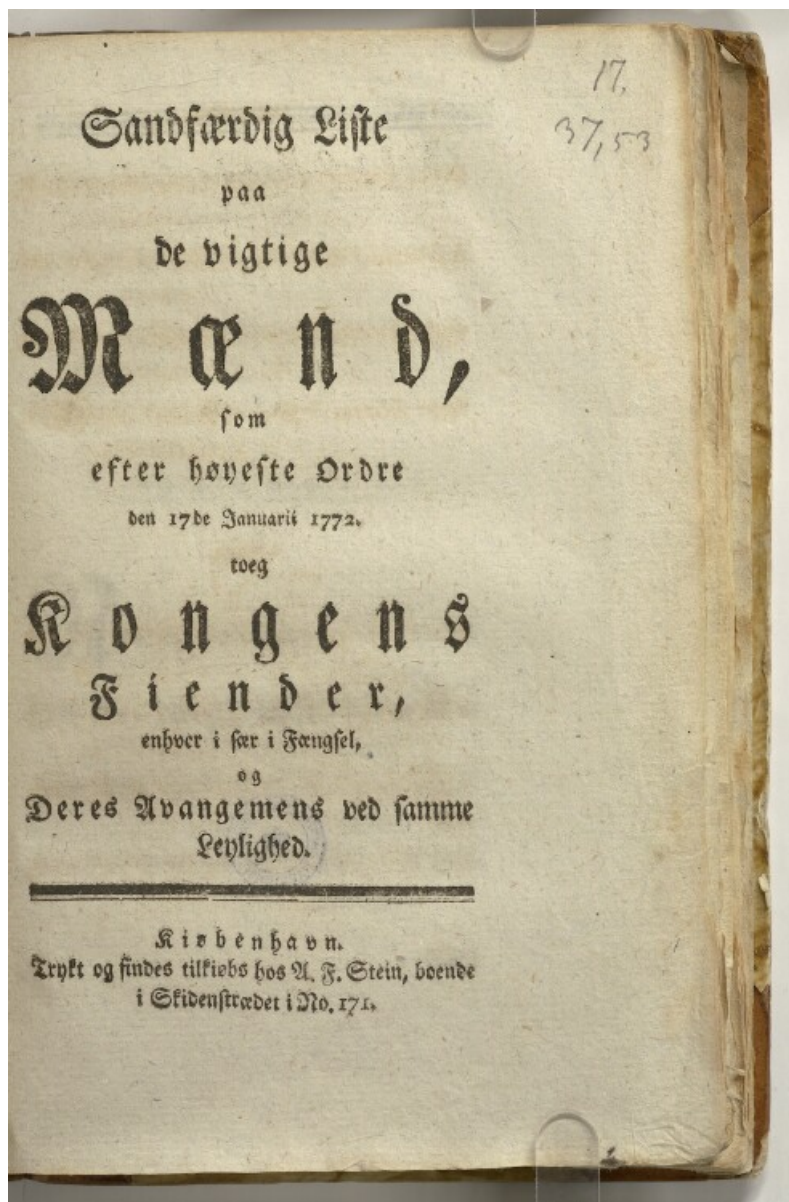 17.
37,53
Sandfærdig Liste
paa
de vigtige
Mænd,
som
efter høyeste Ordre
den 17de Januarii 1772.
toeg
Kongens
Fiender,
enhver i sær i Fængsel,
og
Deres Avangemens ved samme
Leylighed.
Kiøbenhavn.
Trykt og findes tilkiøbs hos A. F. Stein, boende
i Skidenstrædet i No. 171.